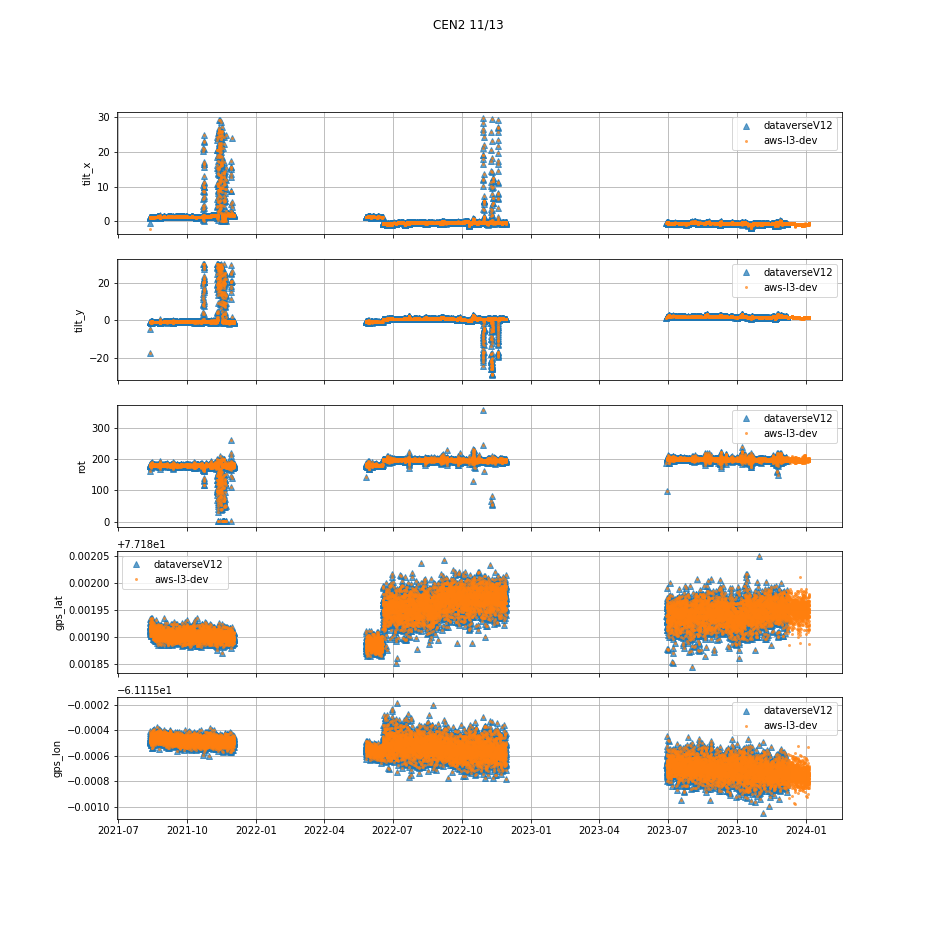 CEN2 11/13
30
20
10
0
tilt_x
dataverseV12
aws-l3-dev
20
0
−20
tilt_y
dataverseV12
aws-l3-dev
300
200
100
0
rot
dataverseV12
aws-l3-dev
+7.718e1
0.00205
0.00200
0.00195
0.00190
0.00185
gps_lat
dataverseV12
aws-l3-dev
−6.1115e1
−0.0002
−0.0004
−0.0006
−0.0008
−0.0010
gps_lon
dataverseV12
aws-l3-dev
2021-07 2021-10 2022-01 2022-04 2022-07 2022-10 2023-01 2023-04 2023-07 2023-10 2024-01